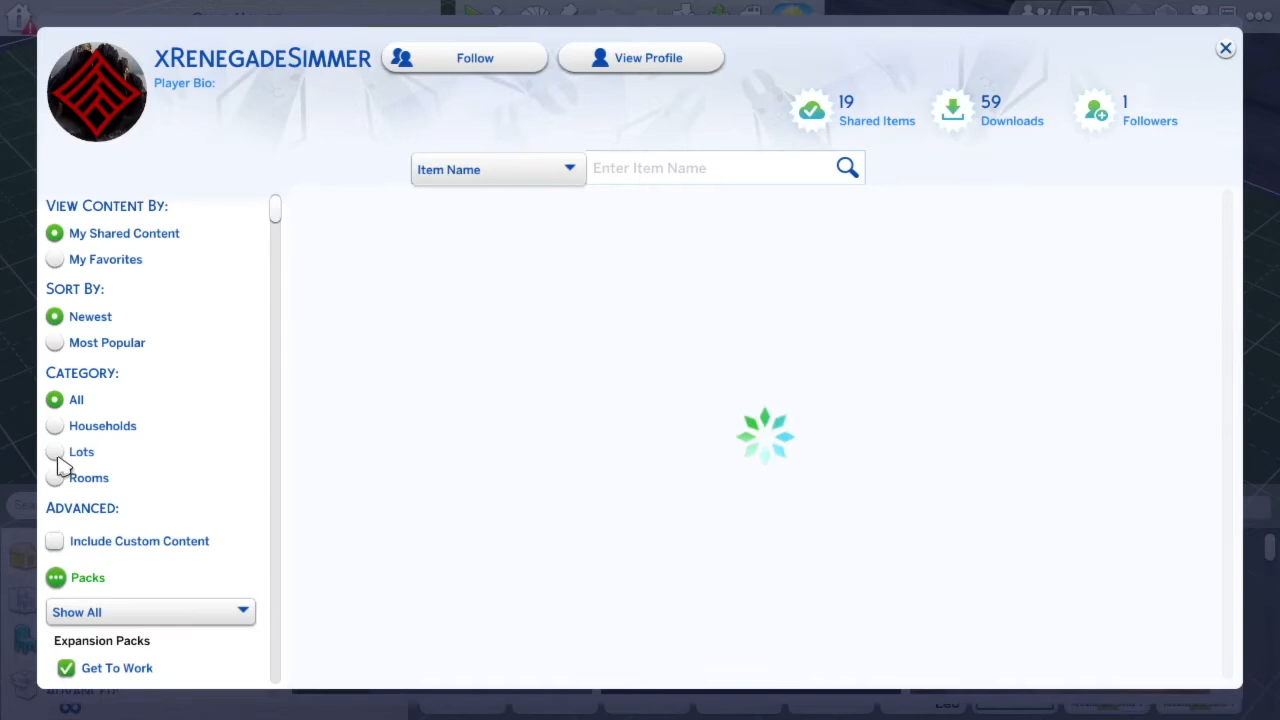 xRenegadeSimmer
Follow
View Profile
Player Bio:
19
Shared Items
59
Downloads
1
Followers
Item Name
Enter Item Name
View Content By:
My Shared Content
My Favorites
Sort By:
Newest
Most Popular
Category:
All
Households
Lots
Rooms
Advanced:
Include Custom Content
Packs
Show All
Expansion Packs
Get To Work